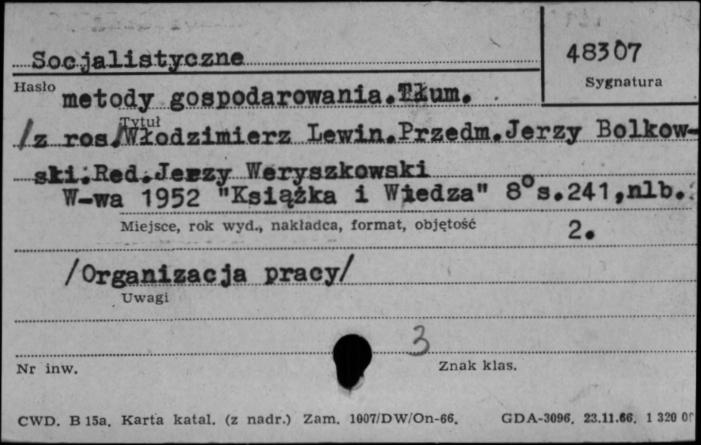 Socjalistyczne
48307
Hasło
Sygnatura
metody gospodarowania.Tłum.
Tytuł
/z ros/Włodzimierz Lewin.Przedm.Jerzy Bolkow-
ski.Red.Jerzy Weryszkowski
W-wa 1952 "Książka i Wiedza" 8°s.241,nlb.
Miejsce, rok wyd., nakładca, format, objętość
2.
/Organizacja pracy/
Uwagi
3
Nr inw.
Znak klas.
CWD. B 15a. Karta katal. (z nadr.) Zam. 1007/DW/On-66. GDA-3096. 23.11.66. 1 320 0